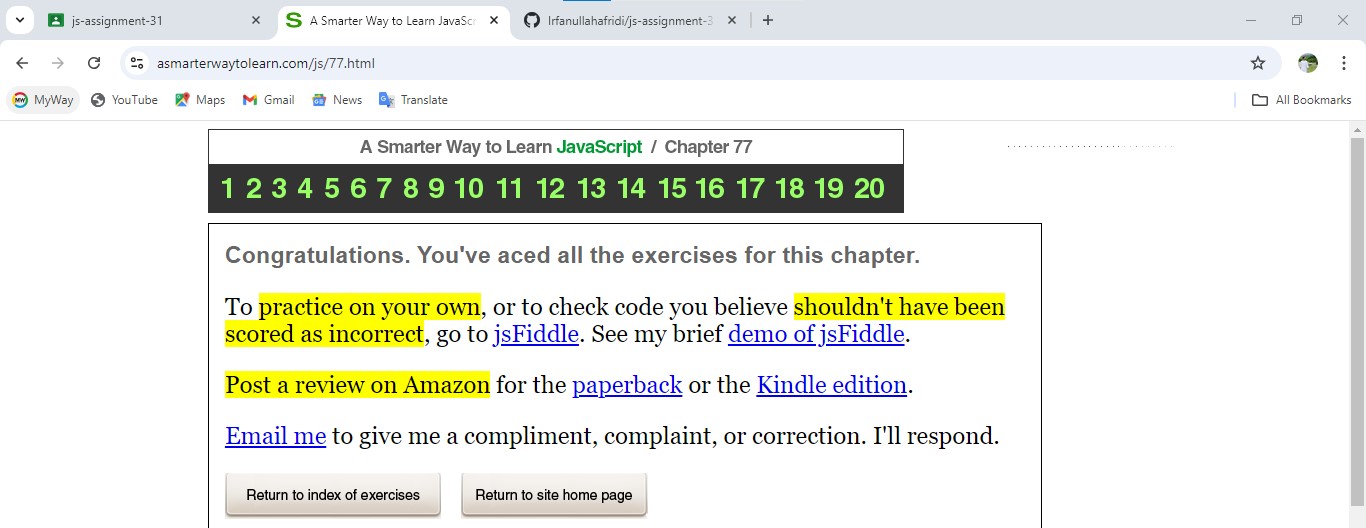 js-assignment-31
A Smarter Way to Learn JavaScr
Irfanullahafridi/js-assignment-3
asmarterwaytolearn.com/js/77.html
MyWay YouTube Maps Gmail News Translate All Bookmarks
A Smarter Way to Learn JavaScript / Chapter 77
1 2 3 4 5 6 7 8 9 10 11 12 13 14 15 16 17 18 19 20
Congratulations. You've aced all the exercises for this chapter.
To practice on your own, or to check code you believe shouldn't have been
scored as incorrect, go to jsFiddle. See my brief demo of jsFiddle.
Post a review on Amazon for the paperback or the Kindle edition.
Email me to give me a compliment, complaint, or correction. I'll respond.
Return to index of exercises Return to site home page